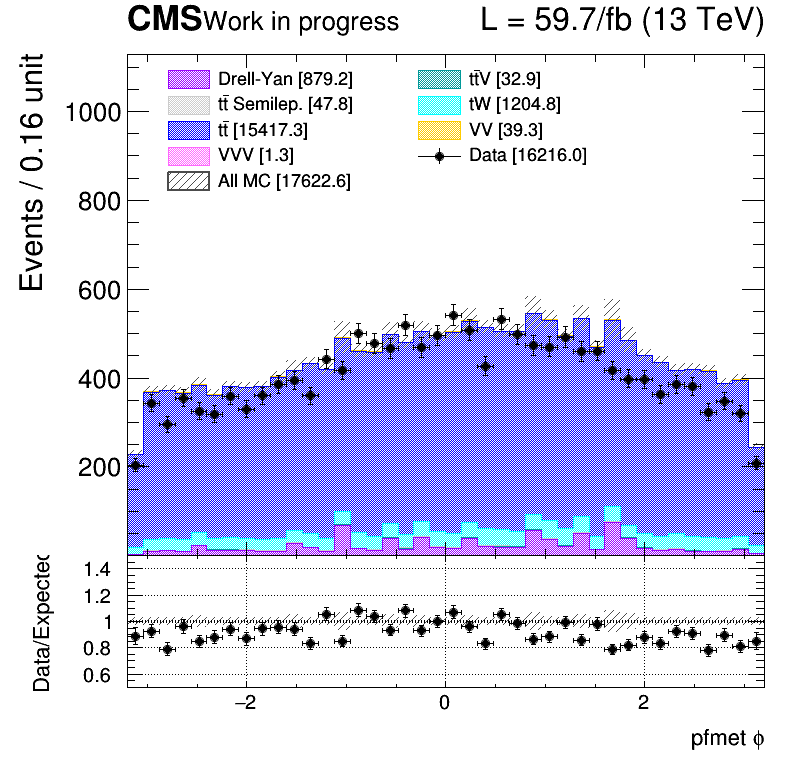 CMS Work in progress L = 59.7/fb (13 TeV)
Events / 0.16 unit
Drell-Yan [879.2]
tt̄ Semilep. [47.8]
tt̄ [15417.3]
VVV [1.3]
All MC [17622.6]
tt̄V [32.9]
tW [1204.8]
VV [39.3]
Data [16216.0]
1000
800
600
400
200
Data/Expected
1.4
1.2
1
0.8
0.6
−2 0 2
pfmet ϕ